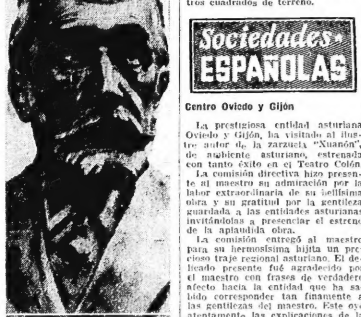 tros cuadrados de terreno.
Sociedades
ESPAÑOLAS
Centro Oviedo y Gijón
La prestigiosa entidad asturiana
Oviedo y Gijón, ha visitado al ilus-
tre autor de la zarzuela "Xuanón",
de ambiente asturiano, estrenada
con tanto éxito en el Teatro Colón.
La comisión directiva hizo presen-
te al maestro su admiración por la
labor extraordinaria de su bellísima
obra y su gratitud por la gentileza
guardada a las entidades asturianas
invitándolas a presenciar el estreno
de la aplaudida obra.
La comisión entregó al maestro
para su hermosísima hijita un pre-
cioso traje regional asturiano. El de-
licado presente fué agradecido por
el maestro con frases de verdadero
afecto hacia la entidad que ha sa-
bido corresponder tan finamente a
las gentilezas del maestro. Este oyó
atentamente las explicaciones de la